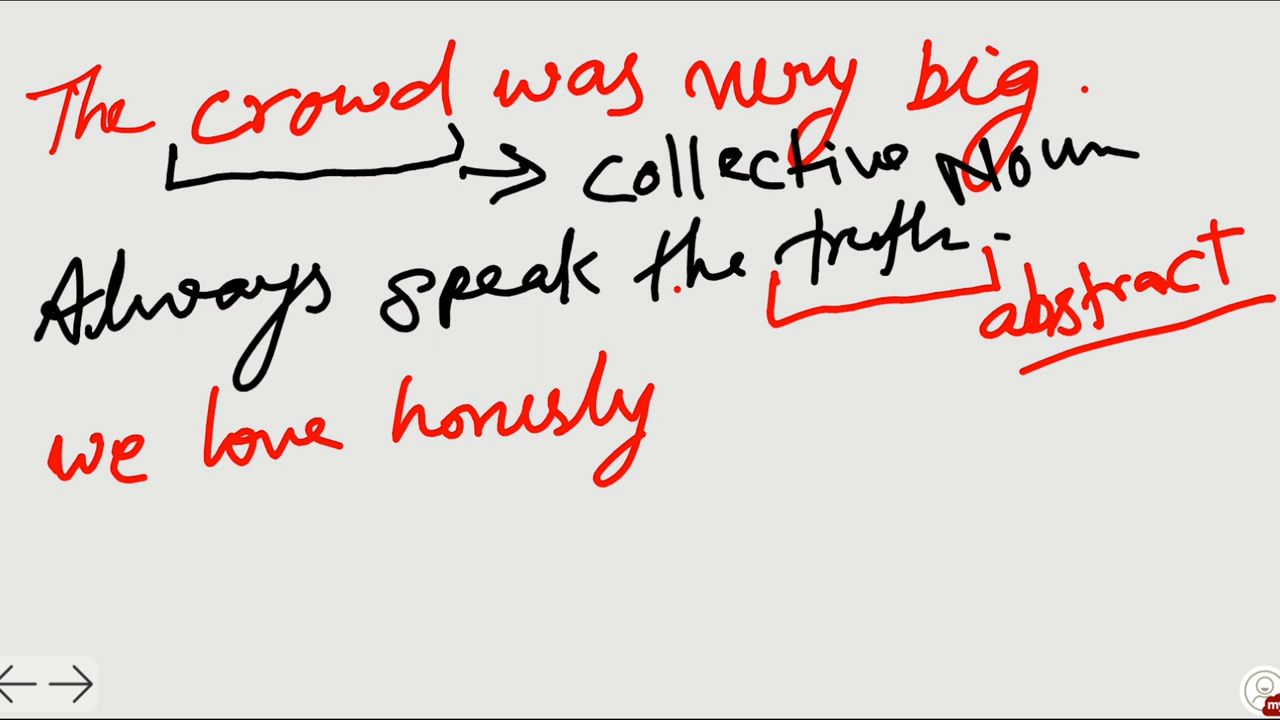 The crowd was very big.
→ collective Noun
Always speak the truth.
abstract
we love honesty